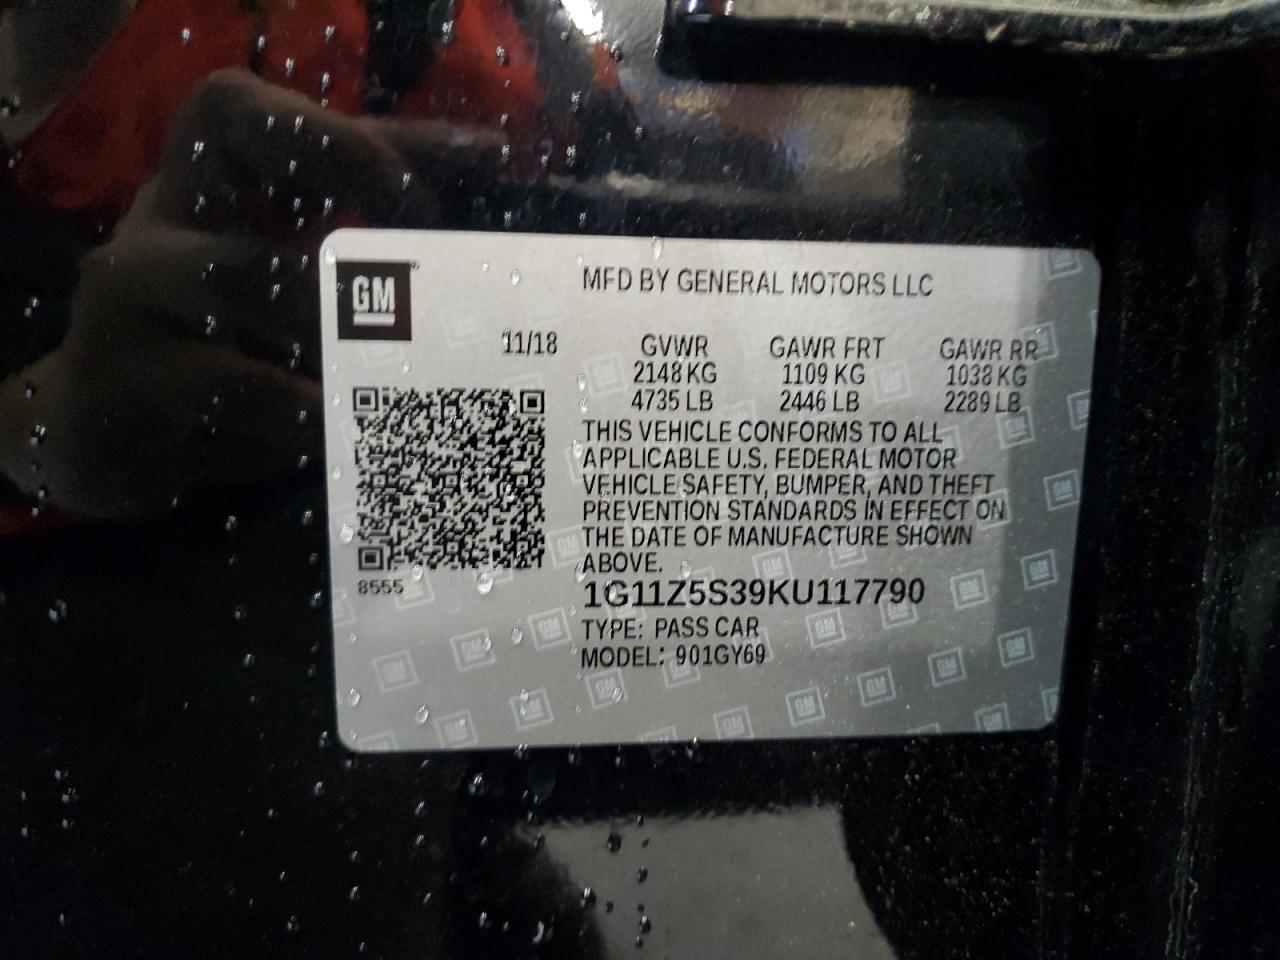 GM
MFD BY GENERAL MOTORS LLC
11/18 GVWR GAWR FRT GAWR RR
2148 KG 1109 KG 1038 KG
4735 LB 2446 LB 2289 LB
THIS VEHICLE CONFORMS TO ALL
APPLICABLE U.S. FEDERAL MOTOR
VEHICLE SAFETY, BUMPER, AND THEFT
PREVENTION STANDARDS IN EFFECT ON
THE DATE OF MANUFACTURE SHOWN
ABOVE.
8555
1G11Z5S39KU117790
TYPE: PASS CAR
MODEL: 901GY69